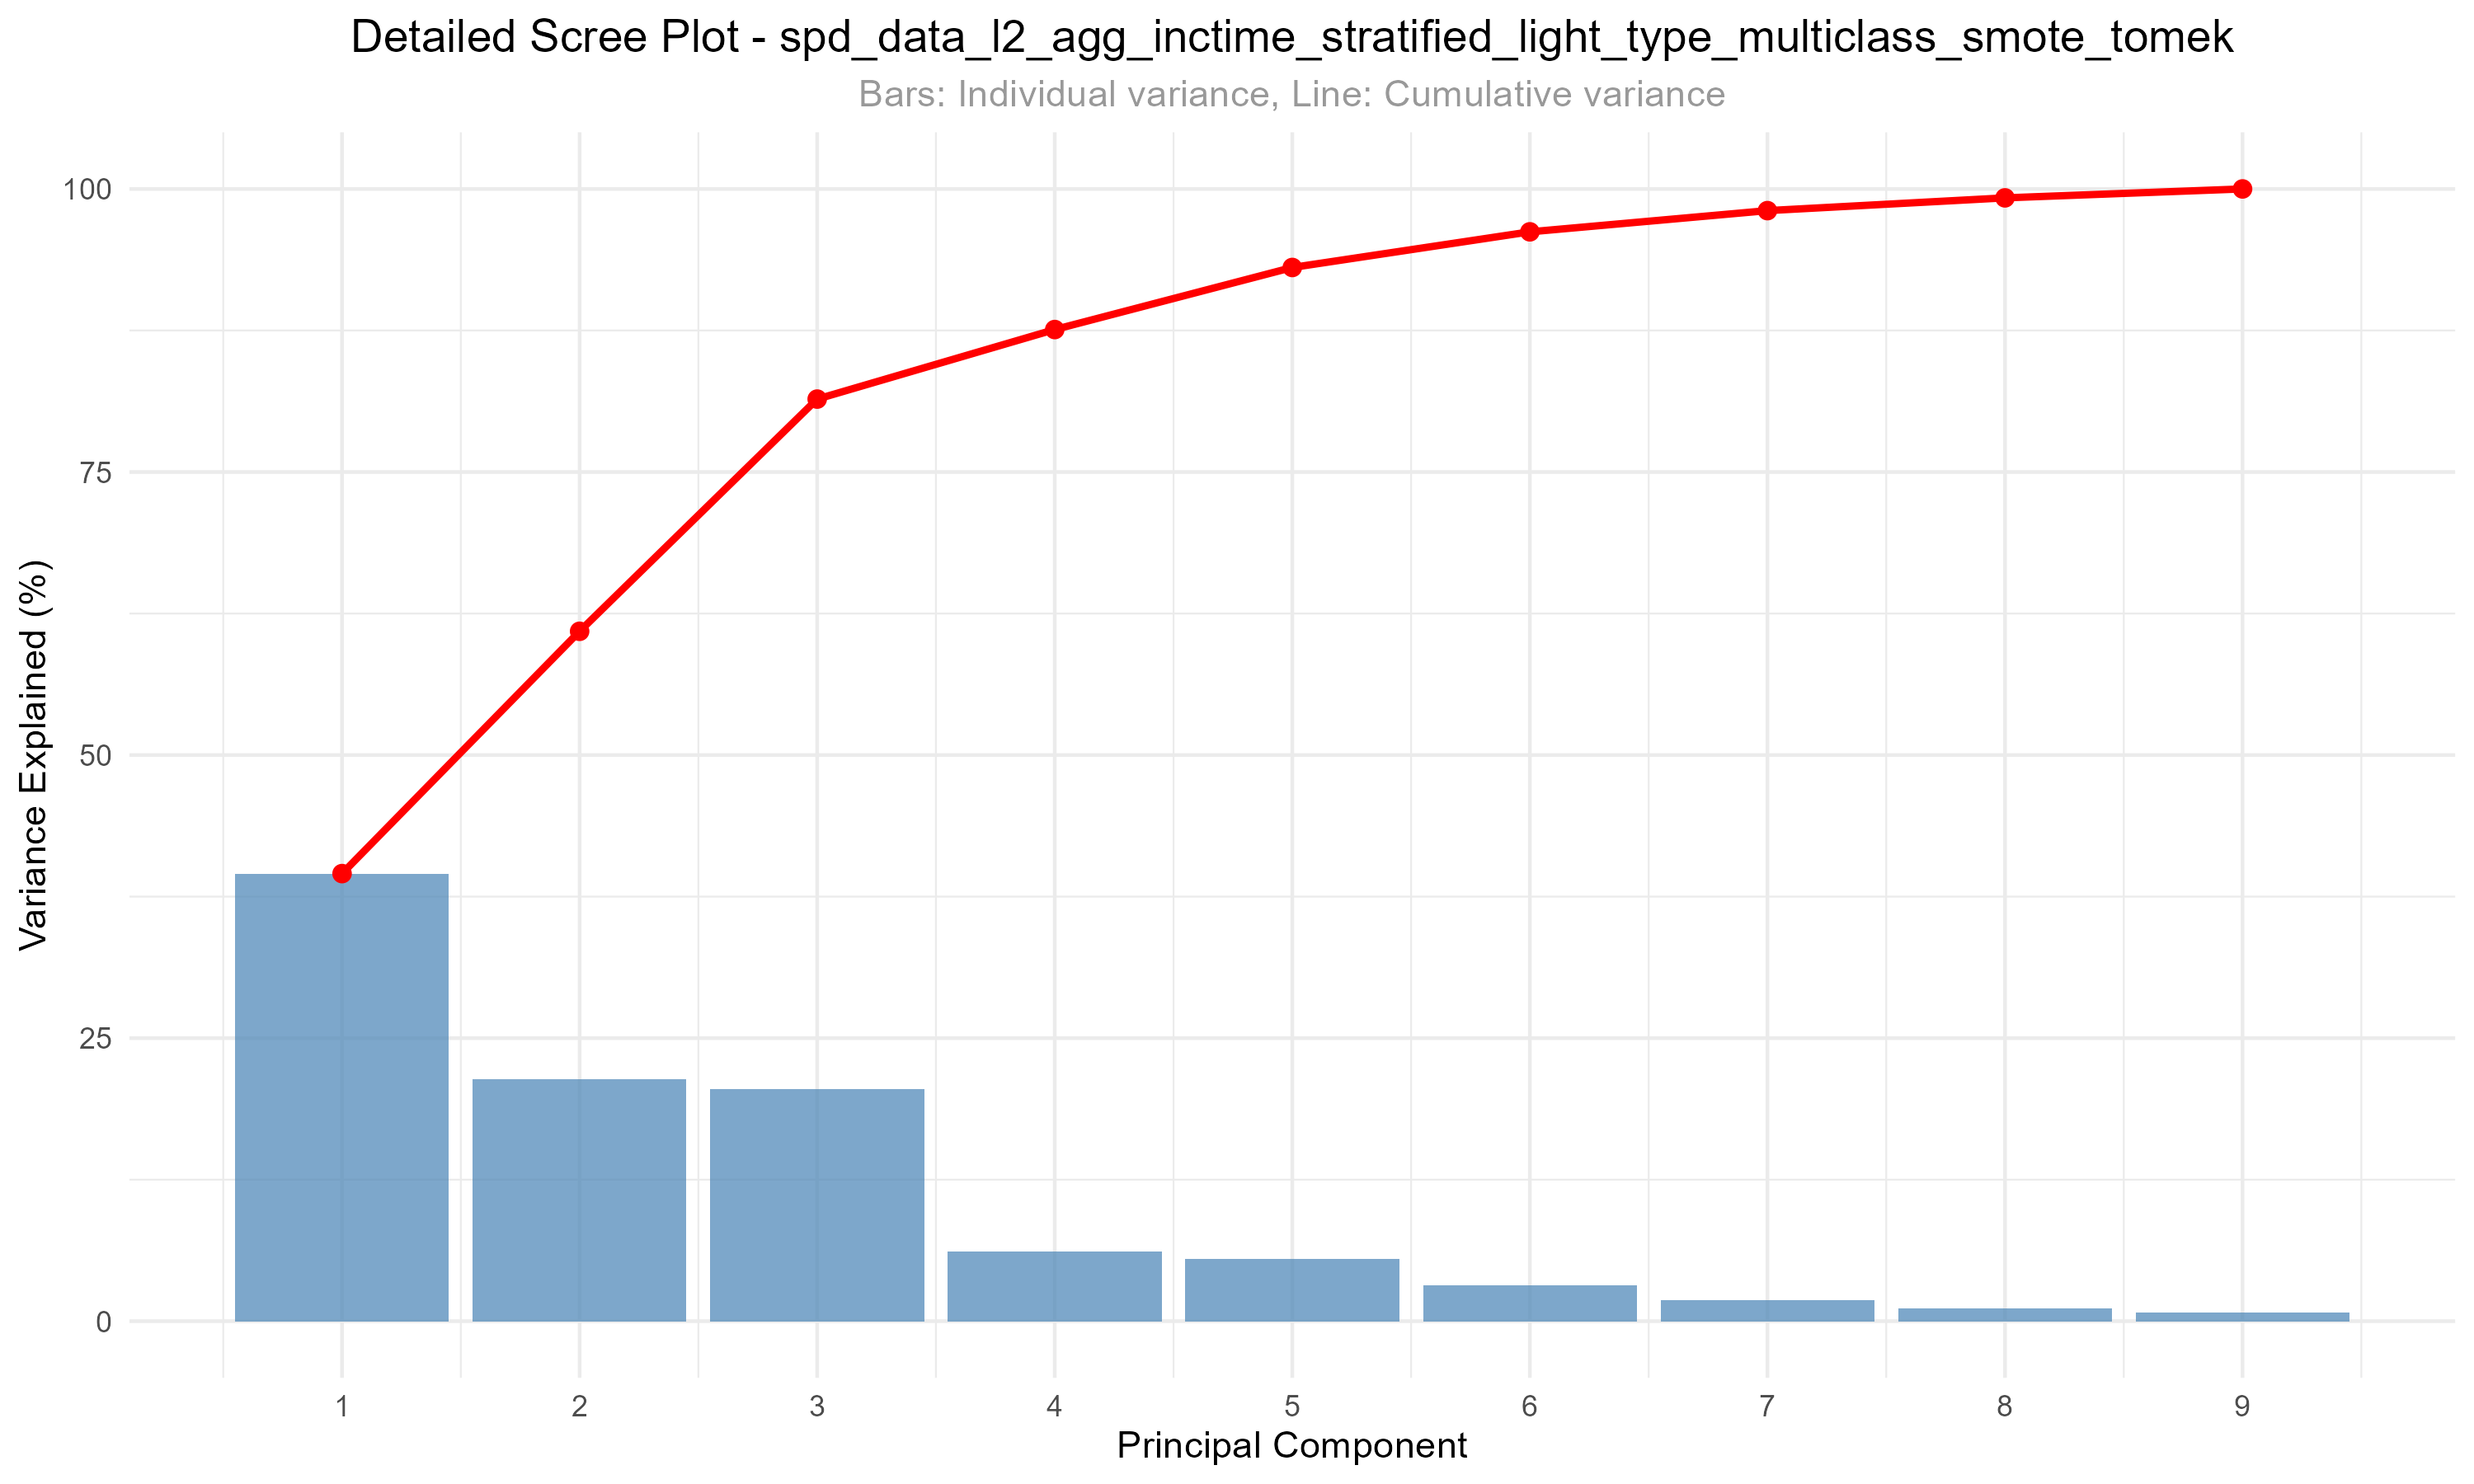 Detailed Scree Plot - spd_data_l2_agg_inctime_stratified_light_type_multiclass_smote_tomek
Bars: Individual variance, Line: Cumulative variance
Variance Explained (%)
100
75
50
25
0
1 2 3 4 5 6 7 8 9
Principal Component